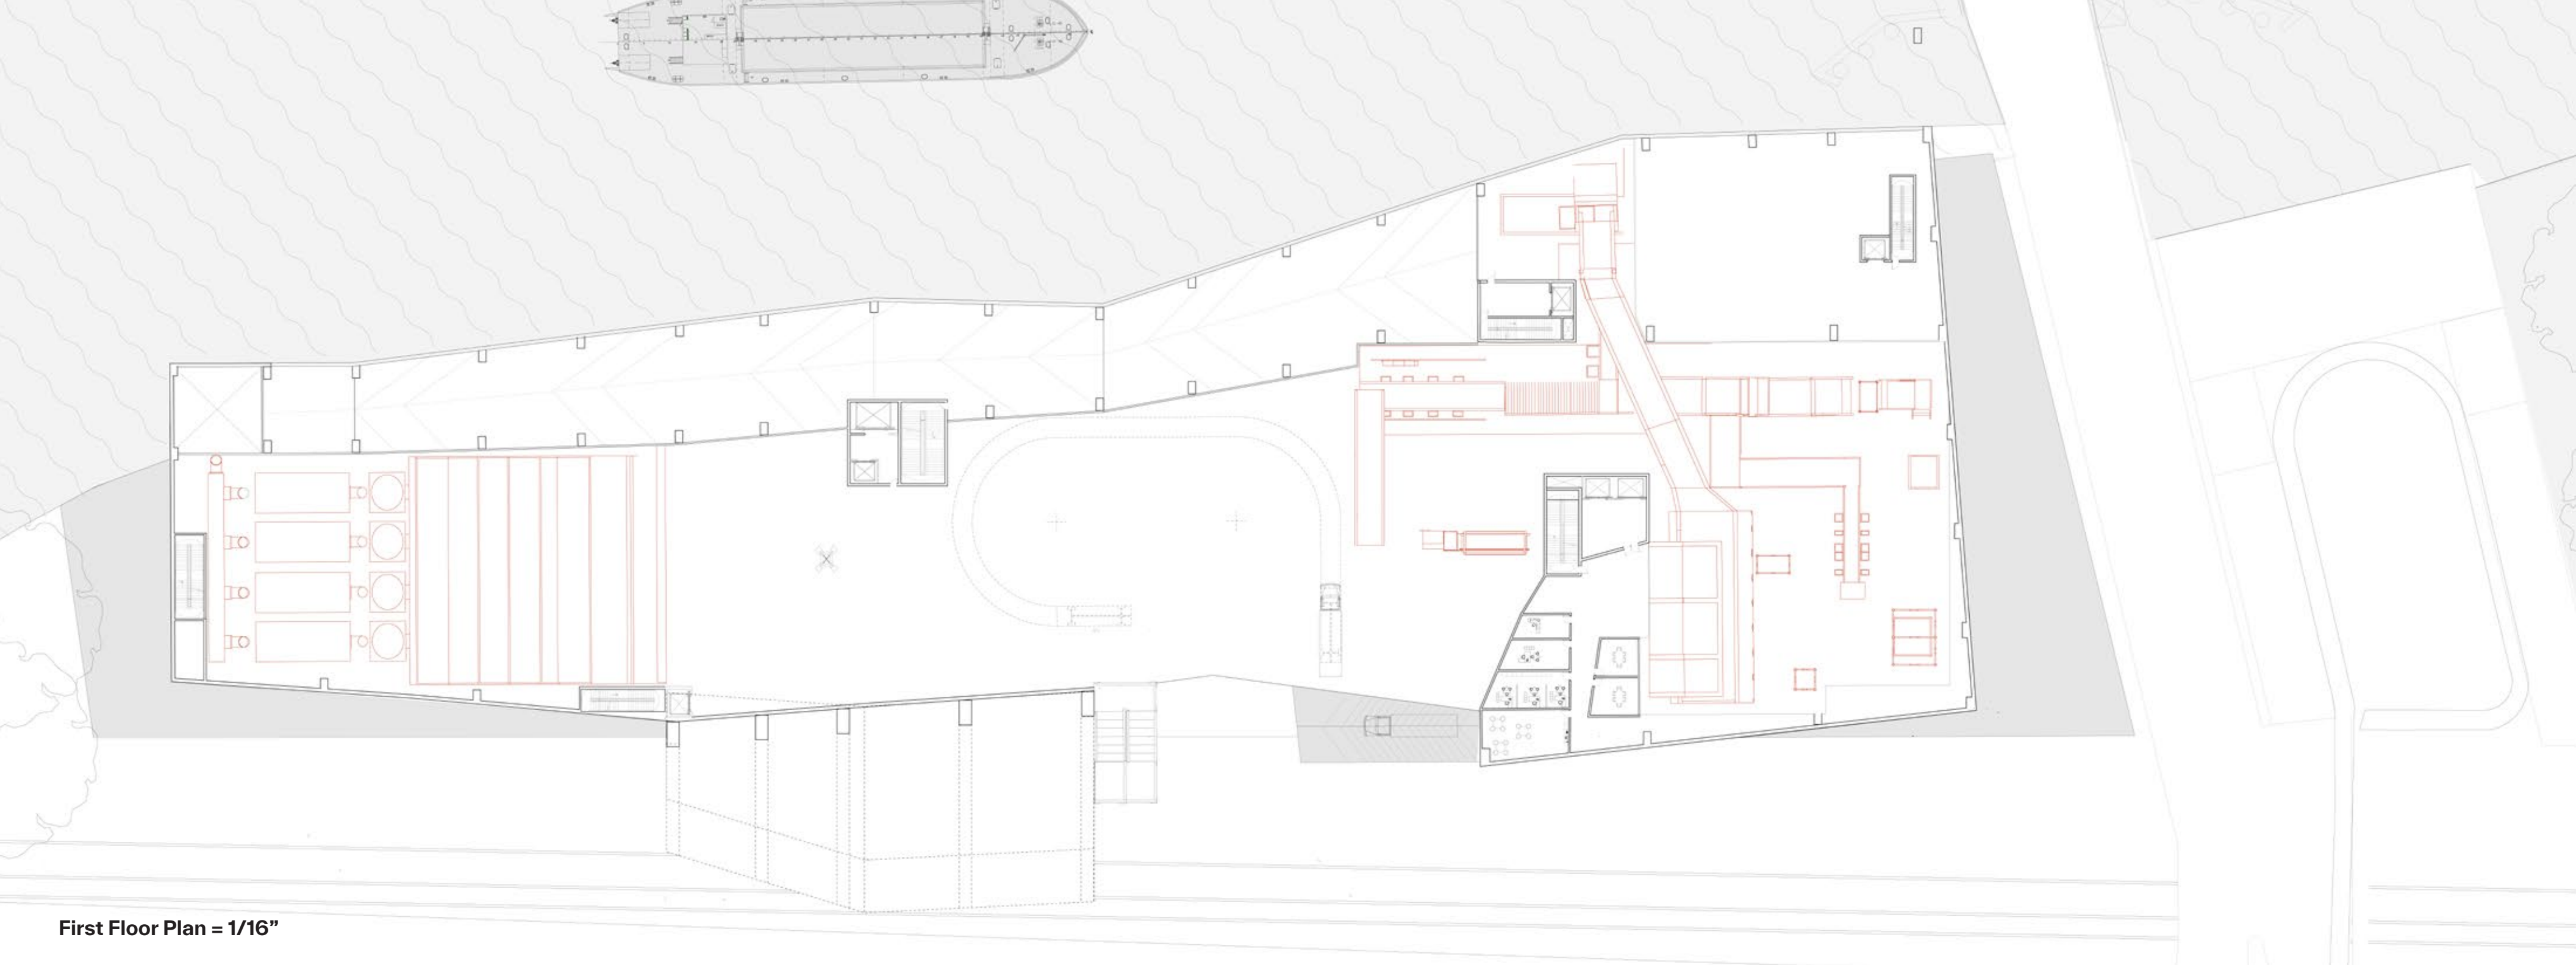 First Floor Plan = 1/16”